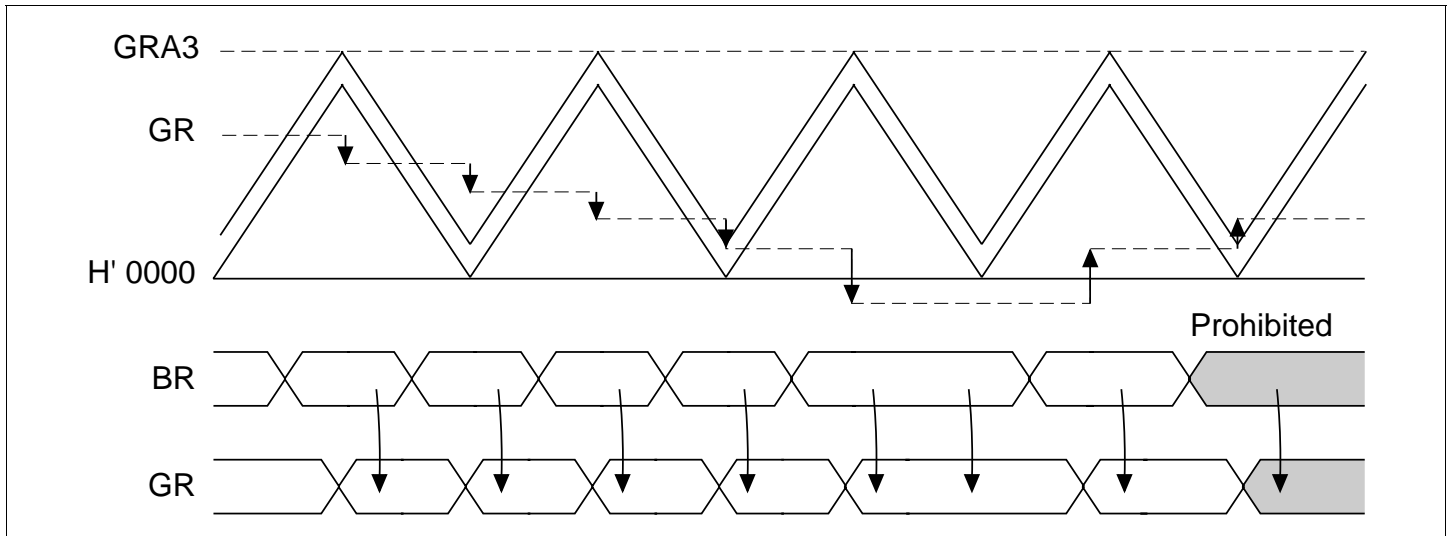 GRA3
GR
H' 0000
Prohibited
BR
GR